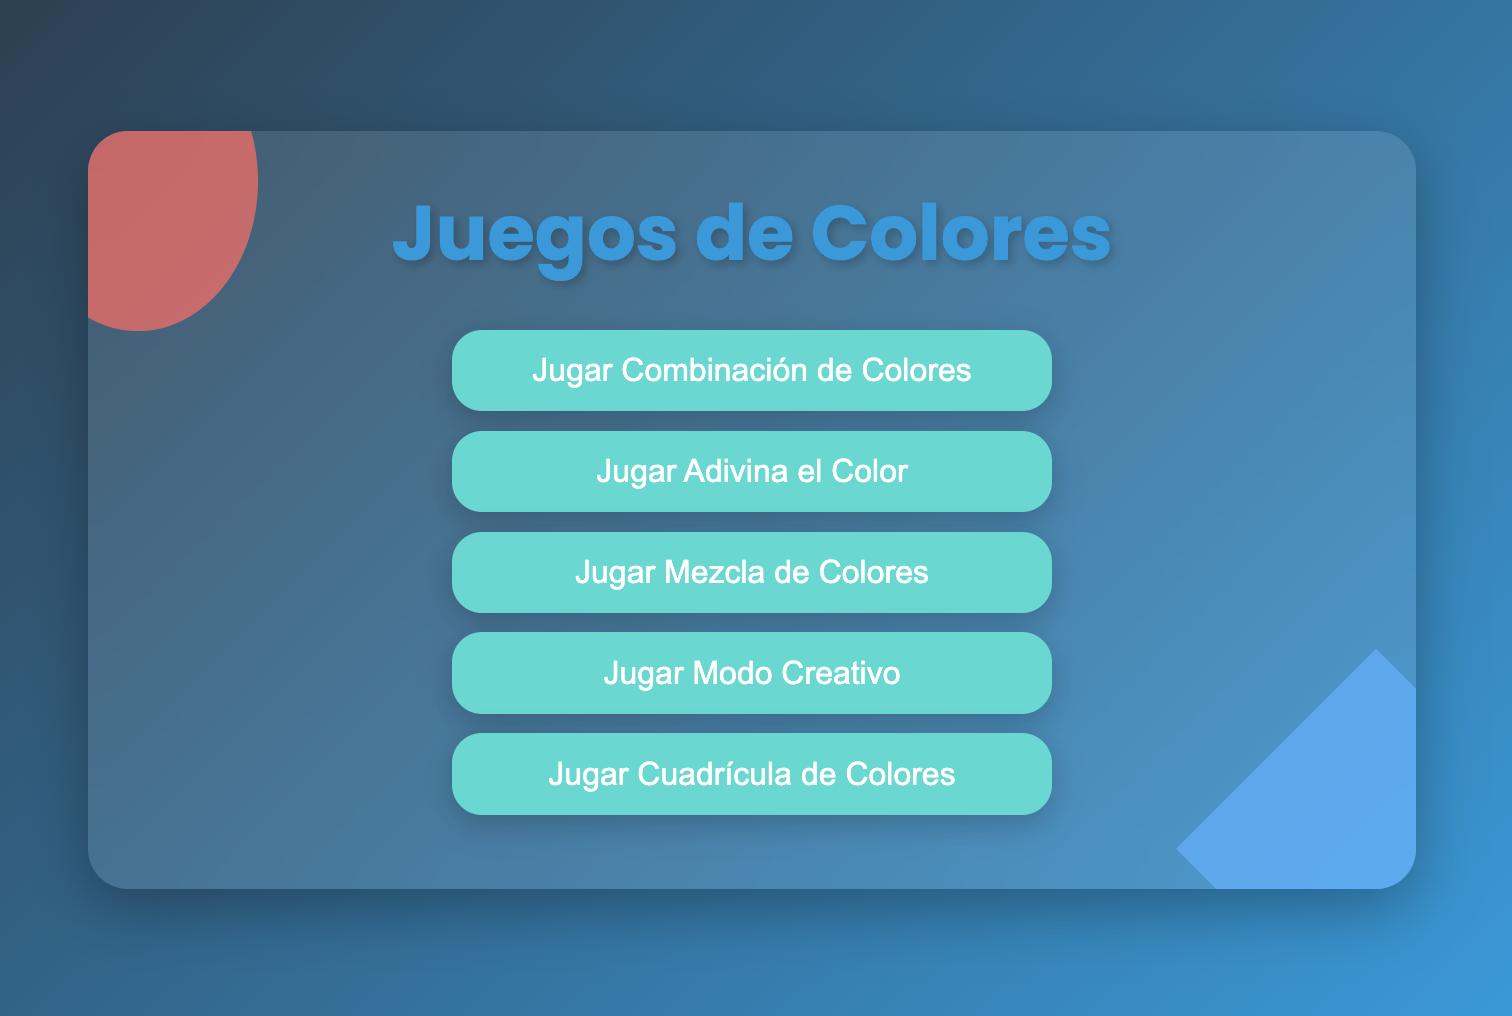 Juegos de Colores
Jugar Combinación de Colores
Jugar Adivina el Color
Jugar Mezcla de Colores
Jugar Modo Creativo
Jugar Cuadrícula de Colores